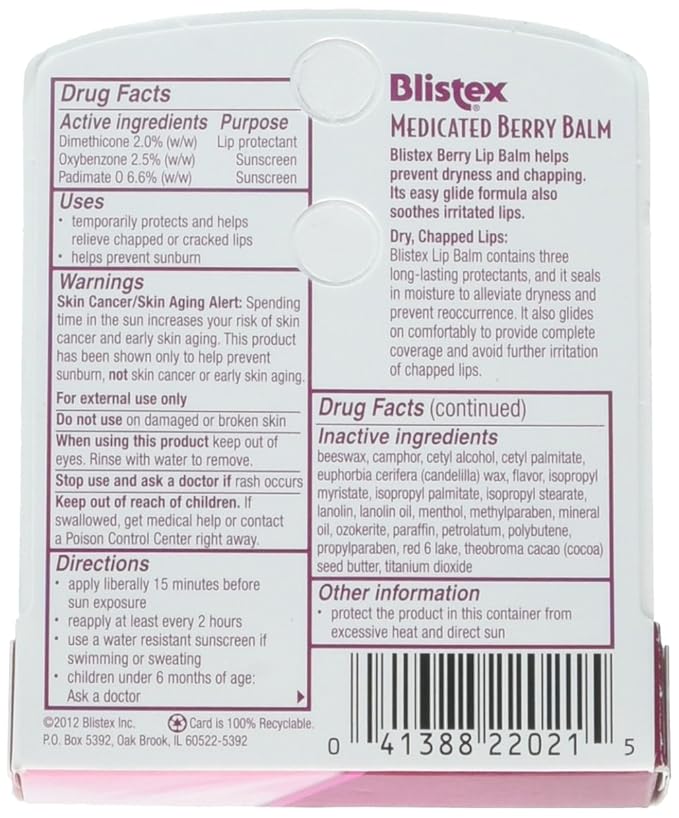 Drug Facts
Active ingredients Purpose
Dimethicone 2.0% (w/w) Lip protectant
Oxybenzone 2.5% (w/w) Sunscreen
Padimate O 6.6% (w/w) Sunscreen
Uses
• temporarily protects and helps
relieve chapped or cracked lips
• helps prevent sunburn
Warnings
Skin Cancer/Skin Aging Alert: Spending
time in the sun increases your risk of skin
cancer and early skin aging. This product
has been shown only to help prevent
sunburn, not skin cancer or early skin aging.
For external use only
Do not use on damaged or broken skin
When using this product keep out of
eyes. Rinse with water to remove.
Stop use and ask a doctor if rash occurs
Keep out of reach of children. If
swallowed, get medical help or contact
a Poison Control Center right away.
Directions
• apply liberally 15 minutes before
sun exposure
• reapply at least every 2 hours
• use a water resistant sunscreen if
swimming or sweating
• children under 6 months of age:
Ask a doctor
©2012 Blistex Inc. Card is 100% Recyclable.
P.O. Box 5392, Oak Brook, IL 60522-5392
Blistex®
MEDICATED BERRY BALM
Blistex Berry Lip Balm helps
prevent dryness and chapping.
Its easy glide formula also
soothes irritated lips.
Dry, Chapped Lips:
Blistex Lip Balm contains three
long-lasting protectants, and it seals
in moisture to alleviate dryness and
prevent reoccurrence. It also glides
on comfortably to provide complete
coverage and avoid further irritation
of chapped lips.
Drug Facts (continued)
Inactive ingredients
beeswax, camphor, cetyl alcohol, cetyl palmitate,
euphorbia cerifera (candelilla) wax, flavor, isopropyl
myristate, isopropyl palmitate, isopropyl stearate,
lanolin, lanolin oil, menthol, methylparaben, mineral
oil, ozokerite, paraffin, petrolatum, polybutene,
propylparaben, red 6 lake, theobroma cacao (cocoa)
seed butter, titanium dioxide
Other information
• protect the product in this container from
excessive heat and direct sun
0 41388 22021 5